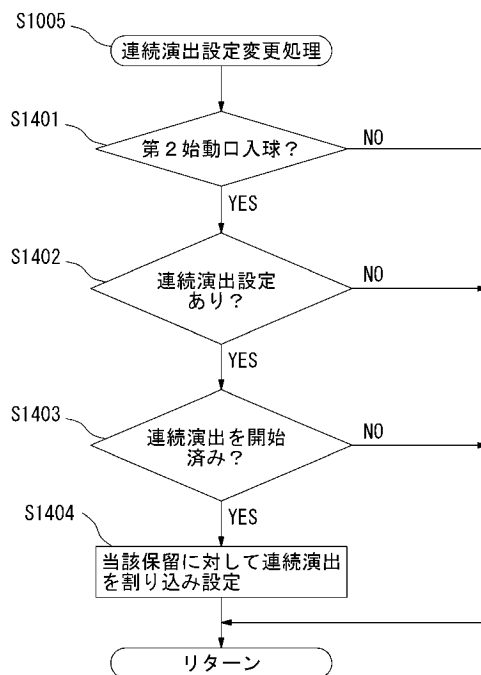 S1005
連続演出設定変更処理
S1401
第2始動口入球？
NO
YES
S1402
連続演出設定
あり？
NO
YES
S1403
連続演出を開始
済み？
NO
YES
S1404
当該保留に対して連続演出
を割り込み設定
リターン